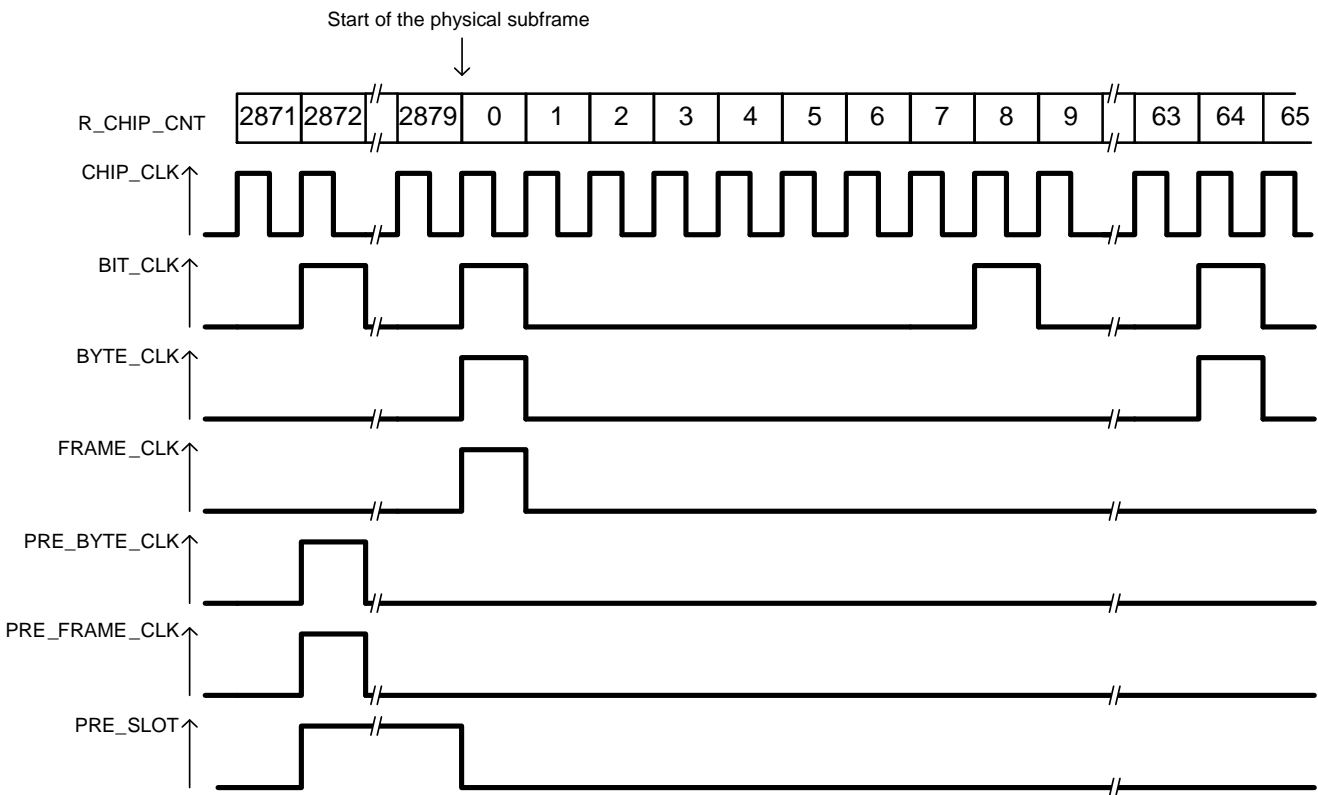 Start of the physical subframe
R_CHIP_CNT 2871 2872 // 2879 0 1 2 3 4 5 6 7 8 9 // 63 64 65
CHIP_CLK
BIT_CLK
BYTE_CLK
FRAME_CLK
PRE_BYTE_CLK
PRE_FRAME_CLK
PRE_SLOT